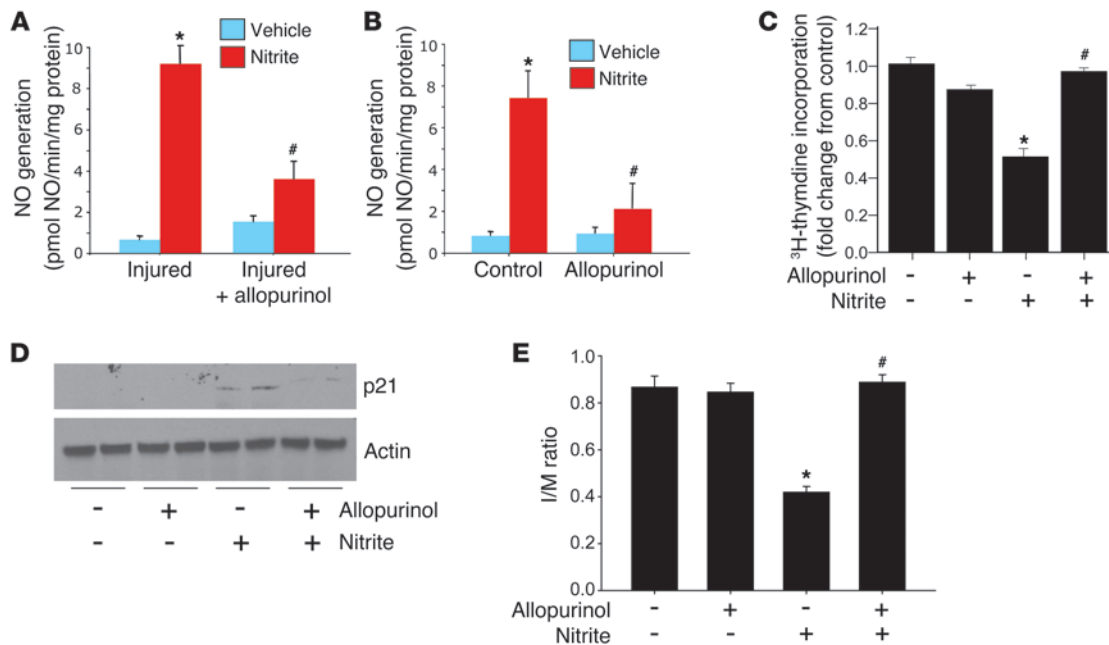 A
Vehicle
Nitrite
NO generation
(pmol NO/min/mg protein)
10
8
6
4
2
0
*
#
Injured
Injured
+ allopurinol
B
Vehicle
Nitrite
NO generation
(pmol NO/min/mg protein)
10
8
6
4
2
0
*
#
Control
Allopurinol
C
³H-thymdine incorporation
(fold change from control)
1.2
1.0
0.8
0.6
0.4
0.2
0.0
*
#
Allopurinol - + - +
Nitrite - - + +
D
p21
Actin
- + - + Allopurinol
- - + + Nitrite
E
I/M ratio
1.0
0.8
0.6
0.4
0.2
0.0
*
#
Allopurinol - + - +
Nitrite - - + +